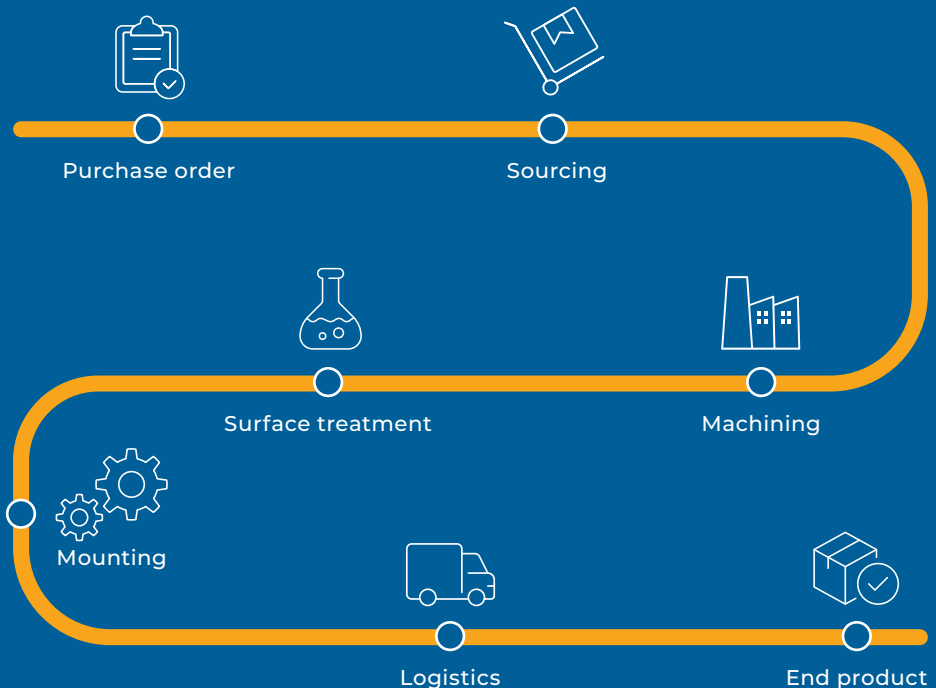 Purchase order
Sourcing
Machining
Surface treatment
Mounting
Logistics
End product